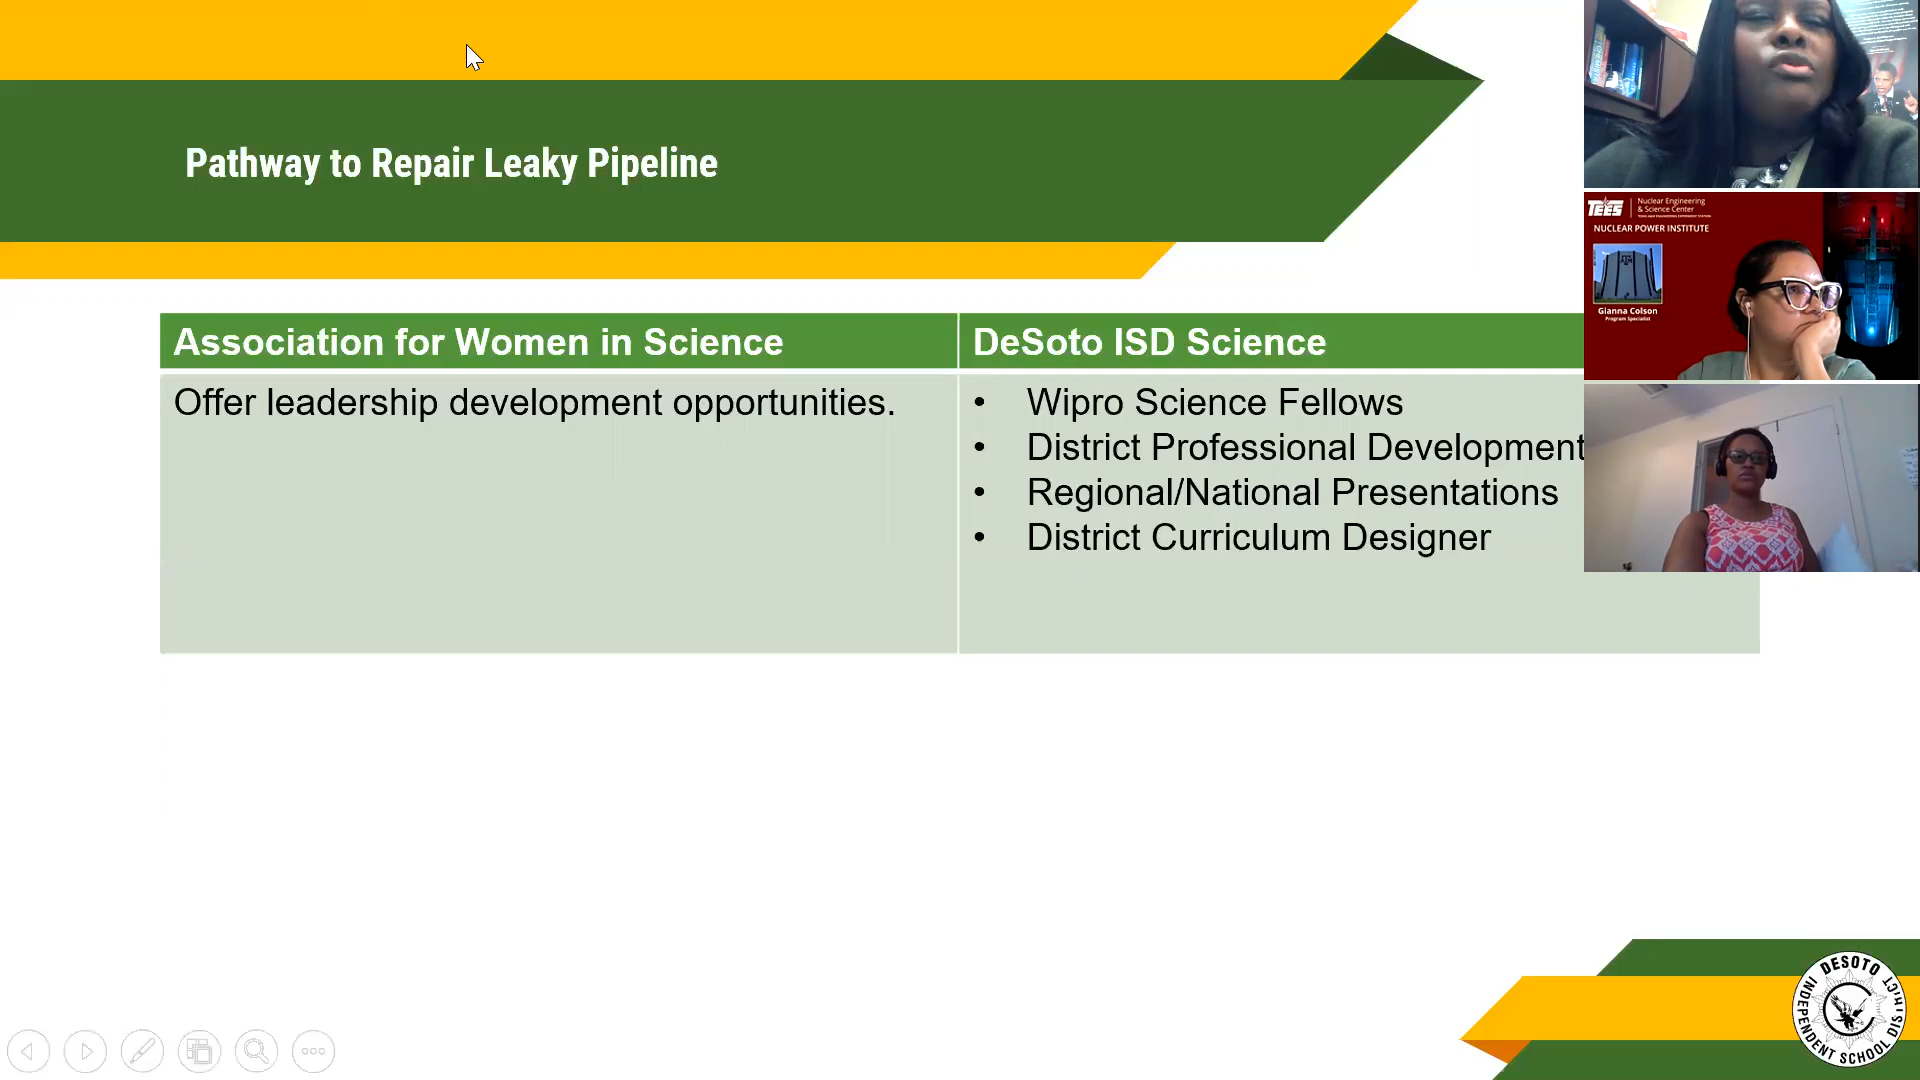 Pathway to Repair Leaky Pipeline
Association for Women in Science
Offer leadership development opportunities.
DeSoto ISD Science
• Wipro Science Fellows
• District Professional Development
• Regional/National Presentations
• District Curriculum Designer
TEES
Nuclear Engineering
& Science Center
NUCLEAR POWER INSTITUTE
Gianna Colson
Program Specialist
DESOTO
INDEPENDENT SCHOOL DISTRICT